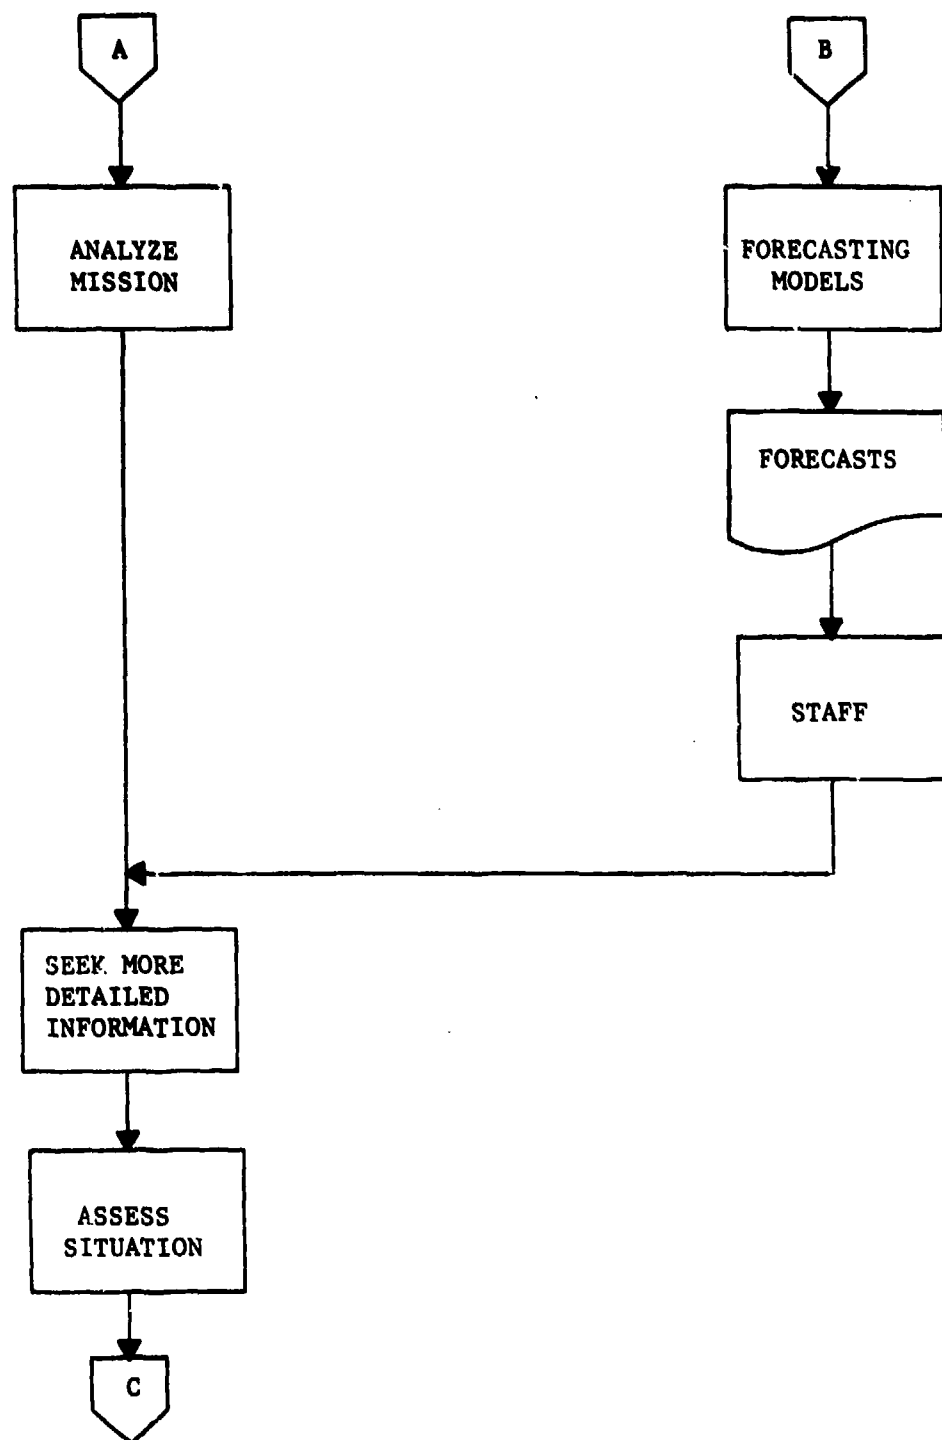 A
B
ANALYZE
MISSION
FORECASTING
MODELS
FORECASTS
STAFF
SEEK MORE
DETAILED
INFORMATION
ASSESS
SITUATION
C